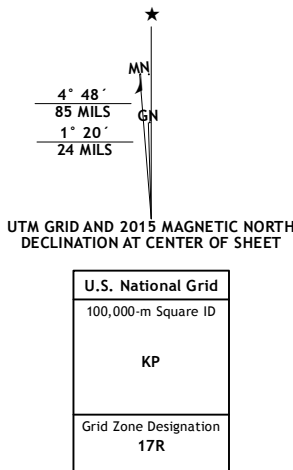 ★
MN
4° 48´
85 MILS
GN
1° 20´
24 MILS
UTM GRID AND 2015 MAGNETIC NORTH
DECLINATION AT CENTER OF SHEET
U.S. National Grid
100,000-m Square ID
KP
Grid Zone Designation
17R